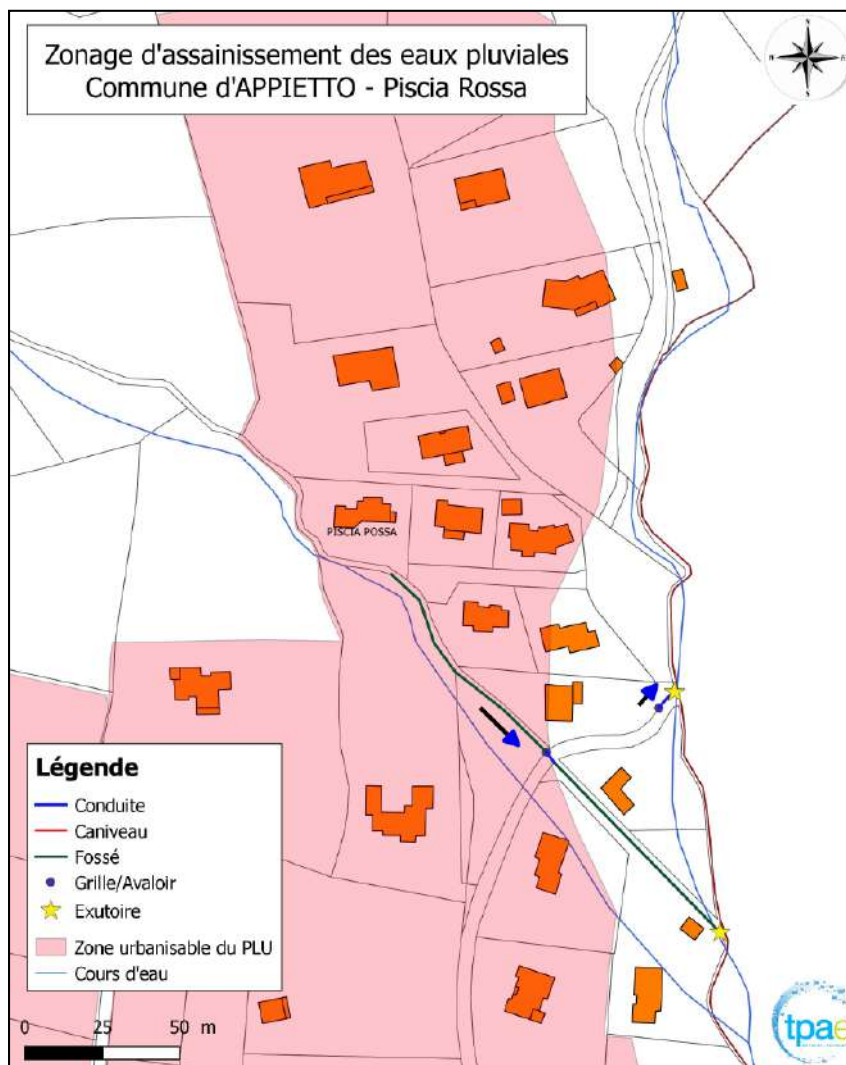 Zonage d'assainissement des eaux pluviales
Commune d'APPIETTO - Piscia Rossa
PISCIA POSSA
Légende
Conduite
Caniveau
Fossé
Grille/Avaloir
Exutoire
Zone urbanisable du PLU
Cours d'eau
0 25 50 m
tpae